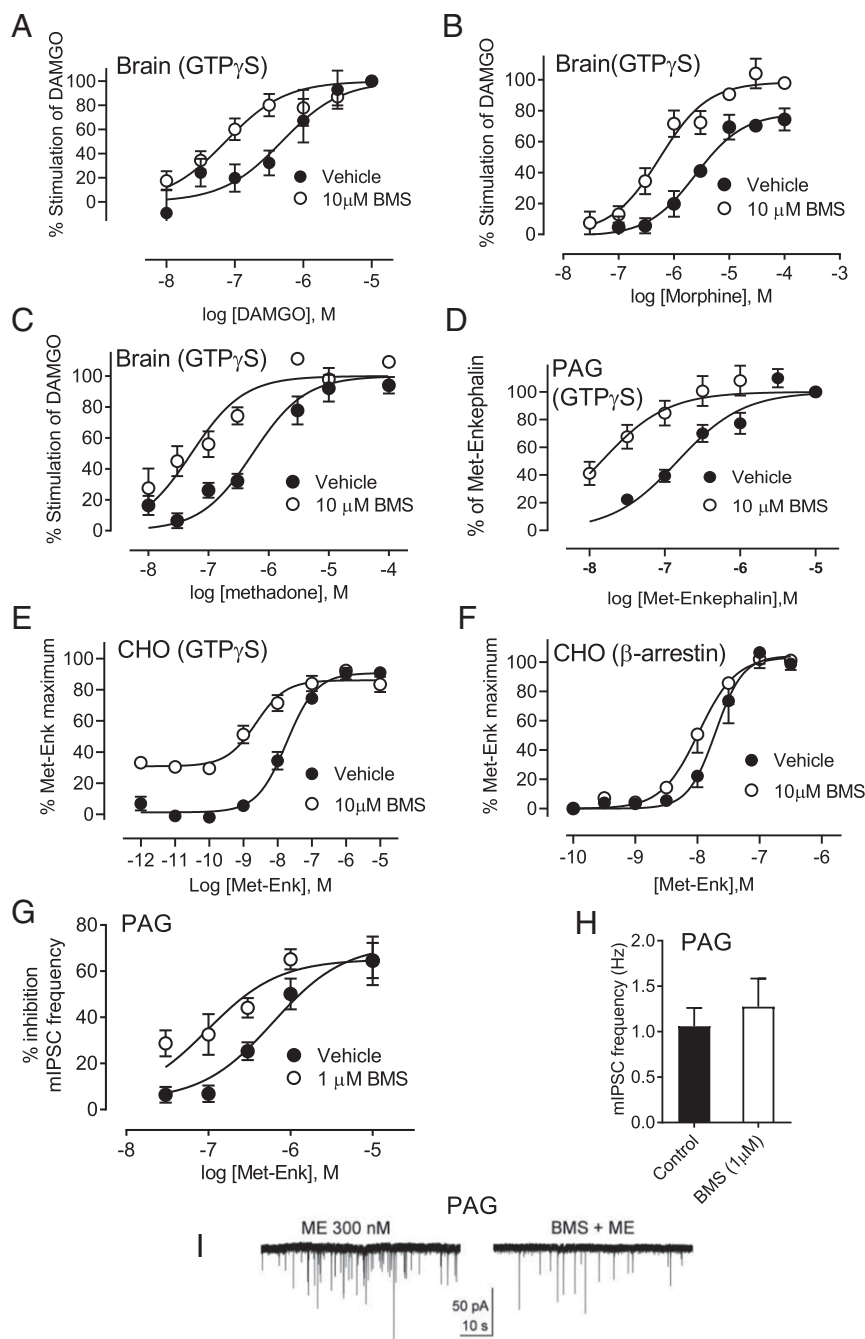 A
Brain (GTPγS)
% Stimulation of DAMGO
100
80
60
40
20
0
Vehicle
10μM BMS
-8
-7
-6
-5
log [DAMGO], M
B
Brain(GTPγS)
% Stimulation of DAMGO
100
80
60
40
20
0
Vehicle
10 μM BMS
-8
-7
-6
-5
-4
-3
log [Morphine], M
C
Brain (GTPγS)
% Stimulation of DAMGO
100
80
60
40
20
0
Vehicle
10 μM BMS
-8
-7
-6
-5
-4
log [methadone], M
D
PAG
(GTPγS)
% of Met-Enkephalin
100
80
60
40
20
0
Vehicle
10 μM BMS
-8
-7
-6
-6
-5
log [Met-Enkephalin],M
E
CHO (GTPγS)
% Met-Enk maximum
100
80
60
40
20
0
Vehicle
10μM BMS
-12
-11
-10
-9
-8
-7
-6
-5
Log [Met-Enk], M
F
CHO (β-arrestin)
% Met-Enk maximum
100
80
60
40
20
0
Vehicle
10μM BMS
-10
-9
-8
-7
-6
[Met-Enk],M
G
PAG
% inhibition
mIPSC frequency
80
60
40
20
0
Vehicle
1 μM BMS
-8
-7
-6
-5
log [Met-Enk], M
H
PAG
mIPSC frequency (Hz)
2.0
1.5
1.0
0.5
0.0
Control
BMS (1μM)
I
PAG
ME 300 nM
BMS + ME
50 pA
10 s